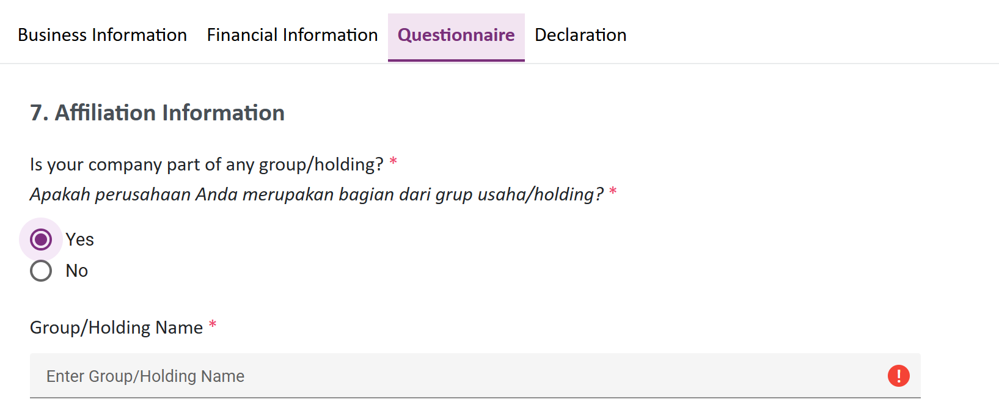 Business Information Financial Information Questionnaire Declaration
7. Affiliation Information
Is your company part of any group/holding? *
Apakah perusahaan Anda merupakan bagian dari grup usaha/holding? *
Yes
No
Group/Holding Name *
Enter Group/Holding Name !